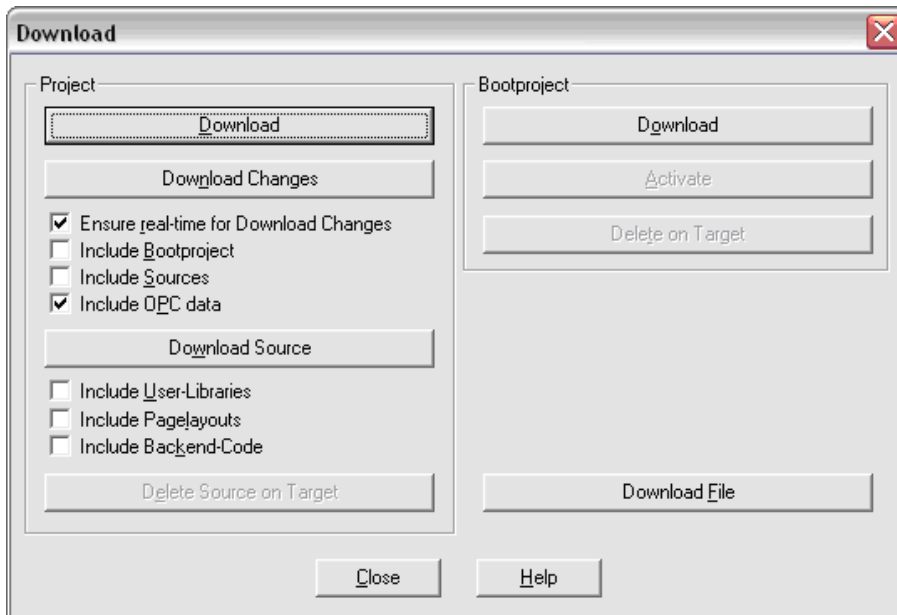 Download
Project
Download
Download Changes
Ensure real-time for Download Changes
Include Bootproject
Include Sources
Include OPC data
Download Source
Include User-Libraries
Include Pagelayouts
Include Backend-Code
Delete Source on Target
Bootproject
Download
Activate
Delete on Target
Download File
Close
Help